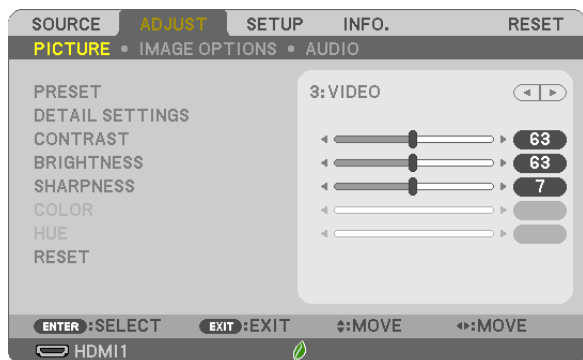 SOURCE ADJUST SETUP INFO. RESET
PICTURE • IMAGE OPTIONS • AUDIO
PRESET 3:VIDEO
DETAIL SETTINGS
CONTRAST 63
BRIGHTNESS 63
SHARPNESS 7
COLOR
HUE
RESET
ENTER:SELECT EXIT:EXIT :MOVE :MOVE
HDMI1